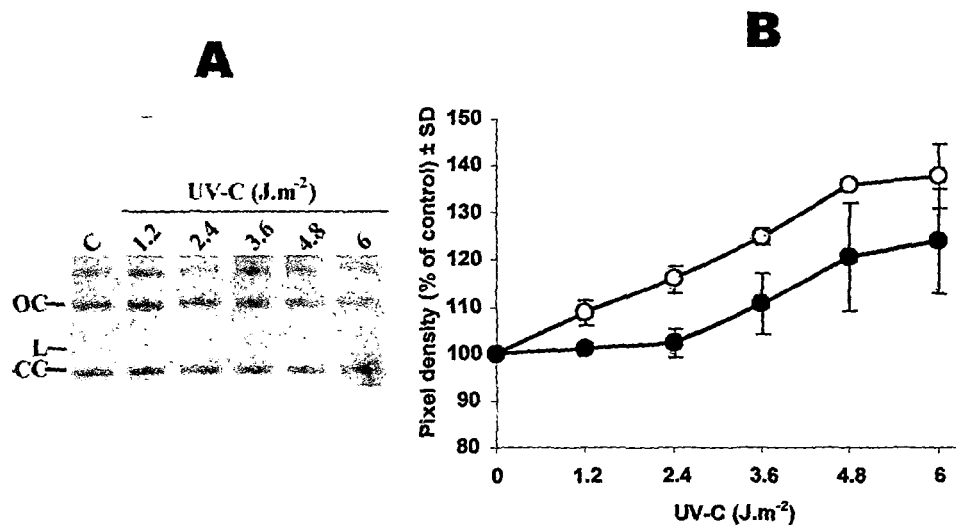 A
UV-C (J.m⁻²)
C 1.2 2.4 3.6 4.8 6
OC
L
CC
B
Pixel density (% of control) ± SD
150
140
130
120
110
100
90
80
0 1.2 2.4 3.6 4.8 6
UV-C (J.m⁻²)